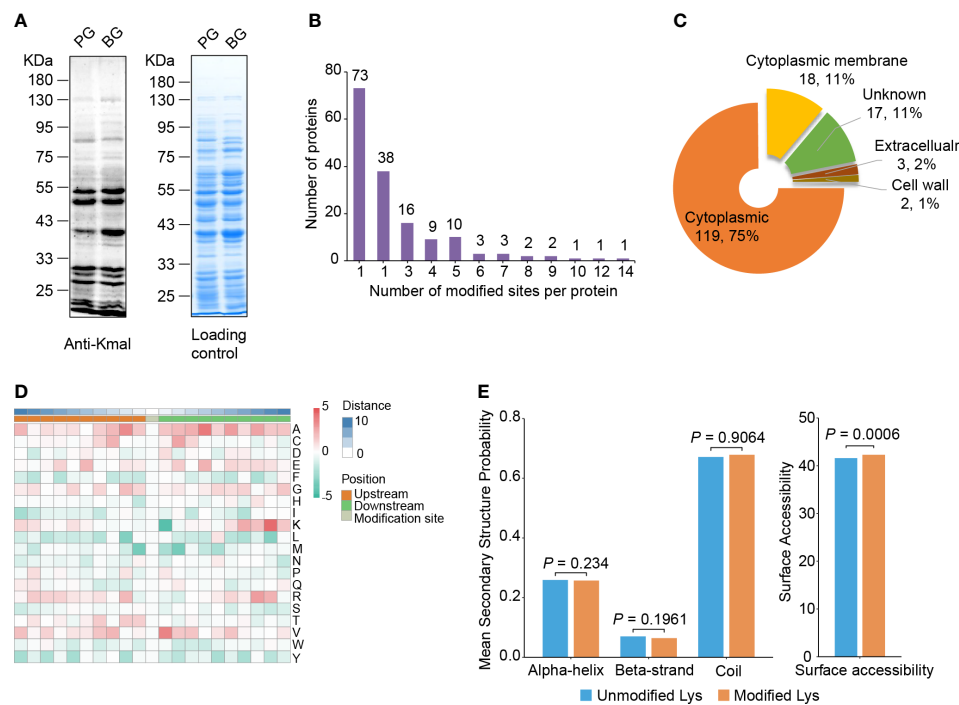 A
PG BG
KDa
180
130
95
75
55
43
33
25
Anti-Kmal
PG BG
KDa
180
130
95
75
55
43
33
25
Loading
control
B
Number of proteins
80
60
40
20
0
73
38
16
9
10
3
3
2
2
1
1
1
1 1 3 4 5 6 7 8 9 10 12 14
Number of modified sites per protein
C
Cytoplasmic membrane
18, 11%
Unknown
17, 11%
Extracellualr
3, 2%
Cell wall
2, 1%
Cytoplasmic
119, 75%
D
A
C
D
E
F
G
H
I
K
L
M
N
P
Q
R
S
T
V
W
Y
5
0
-5
Distance
10
0
Position
Upstream
Downstream
Modification site
E
Mean Secondary Structure Probability
0.8
0.6
0.4
0.2
0.0
P = 0.234
P = 0.1961
P = 0.9064
Alpha-helix Beta-strand Coil
Surface Accessibility
50
40
30
20
10
0
P = 0.0006
Surface accessibility
Unmodified Lys Modified Lys